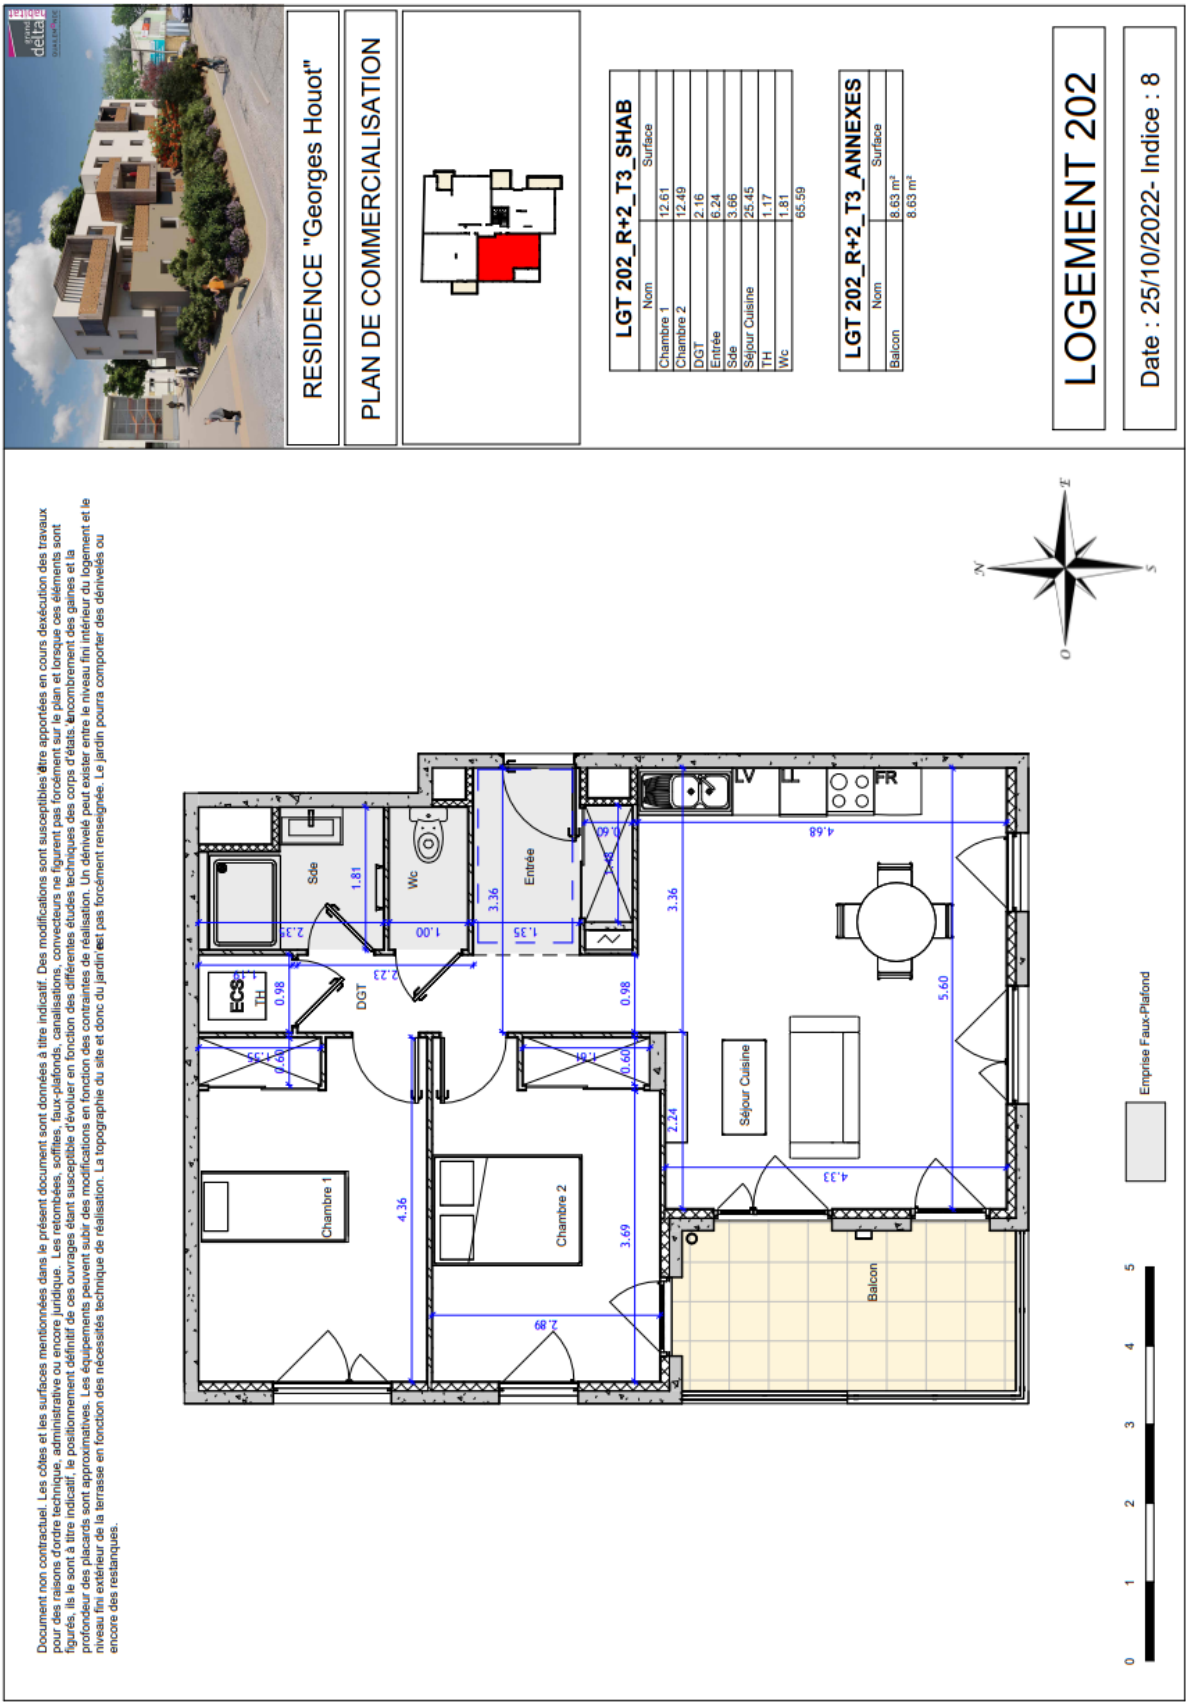 grand
delta
habitat
RESIDENCE "Georges Houot"
PLAN DE COMMERCIALISATION
LGT 202_R+2_T3_SHAB
Nom Surface
Chambre 1 12.61
Chambre 2 12.49
DGT 2.16
Entrée 6.24
Sde 3.66
Séjour Cuisine 25.45
TH 1.17
Wc 1.81
65.59
LGT 202_R+2_T3_ANNEXES
Nom Surface
Balcon 8.63 m²
8.63 m²
LOGEMENT 202
Date : 25/10/2022- Indice : 8
Document non contractuel. Les côtes et les surfaces mentionnées dans le présent document sont données à titre indicatif. Des modifications sont susceptibles d'être apportées en cours d'exécution des travaux
pour des raisons d'ordre technique, administrative ou encore juridique. Les retombées, soffites, faux-plafonds, canalisations, convecteurs ne figurent pas forcément sur le plan et lorsque ces éléments sont
figurés, ils le sont à titre indicatif, le positionnement définitif de ces ouvrages étant susceptible d'évoluer en fonction des différentes études techniques des corps d'états, encombrement des gaines et la
profondeur des placards sont approximatives. Les équipements peuvent subir des modifications en fonction des contraintes de réalisation. Un dénivelé peut exister entre le niveau fini intérieur du logement et le
niveau fini extérieur de la terrasse en fonction des nécessités technique de réalisation. La topographie du site et donc du jardin n'est pas forcément renseignée. Le jardin pourra comporter des dénivelés ou
encore des restanques.
N
E
S
O
ECS
TH
1.19
0.98
Sde
2.35
1.81
Wc
1.00
Entrée
3.36
1.35
0.60
1.48
DGT
2.23
0.98
1.55
0.60
1.61
0.60
Chambre 1
4.36
Chambre 2
2.89
3.69
LV
LL
FR
3.36
4.68
5.60
Séjour Cuisine
2.24
4.33
Balcon
Emprise Faux-Plafond
0 1 2 3 4 5